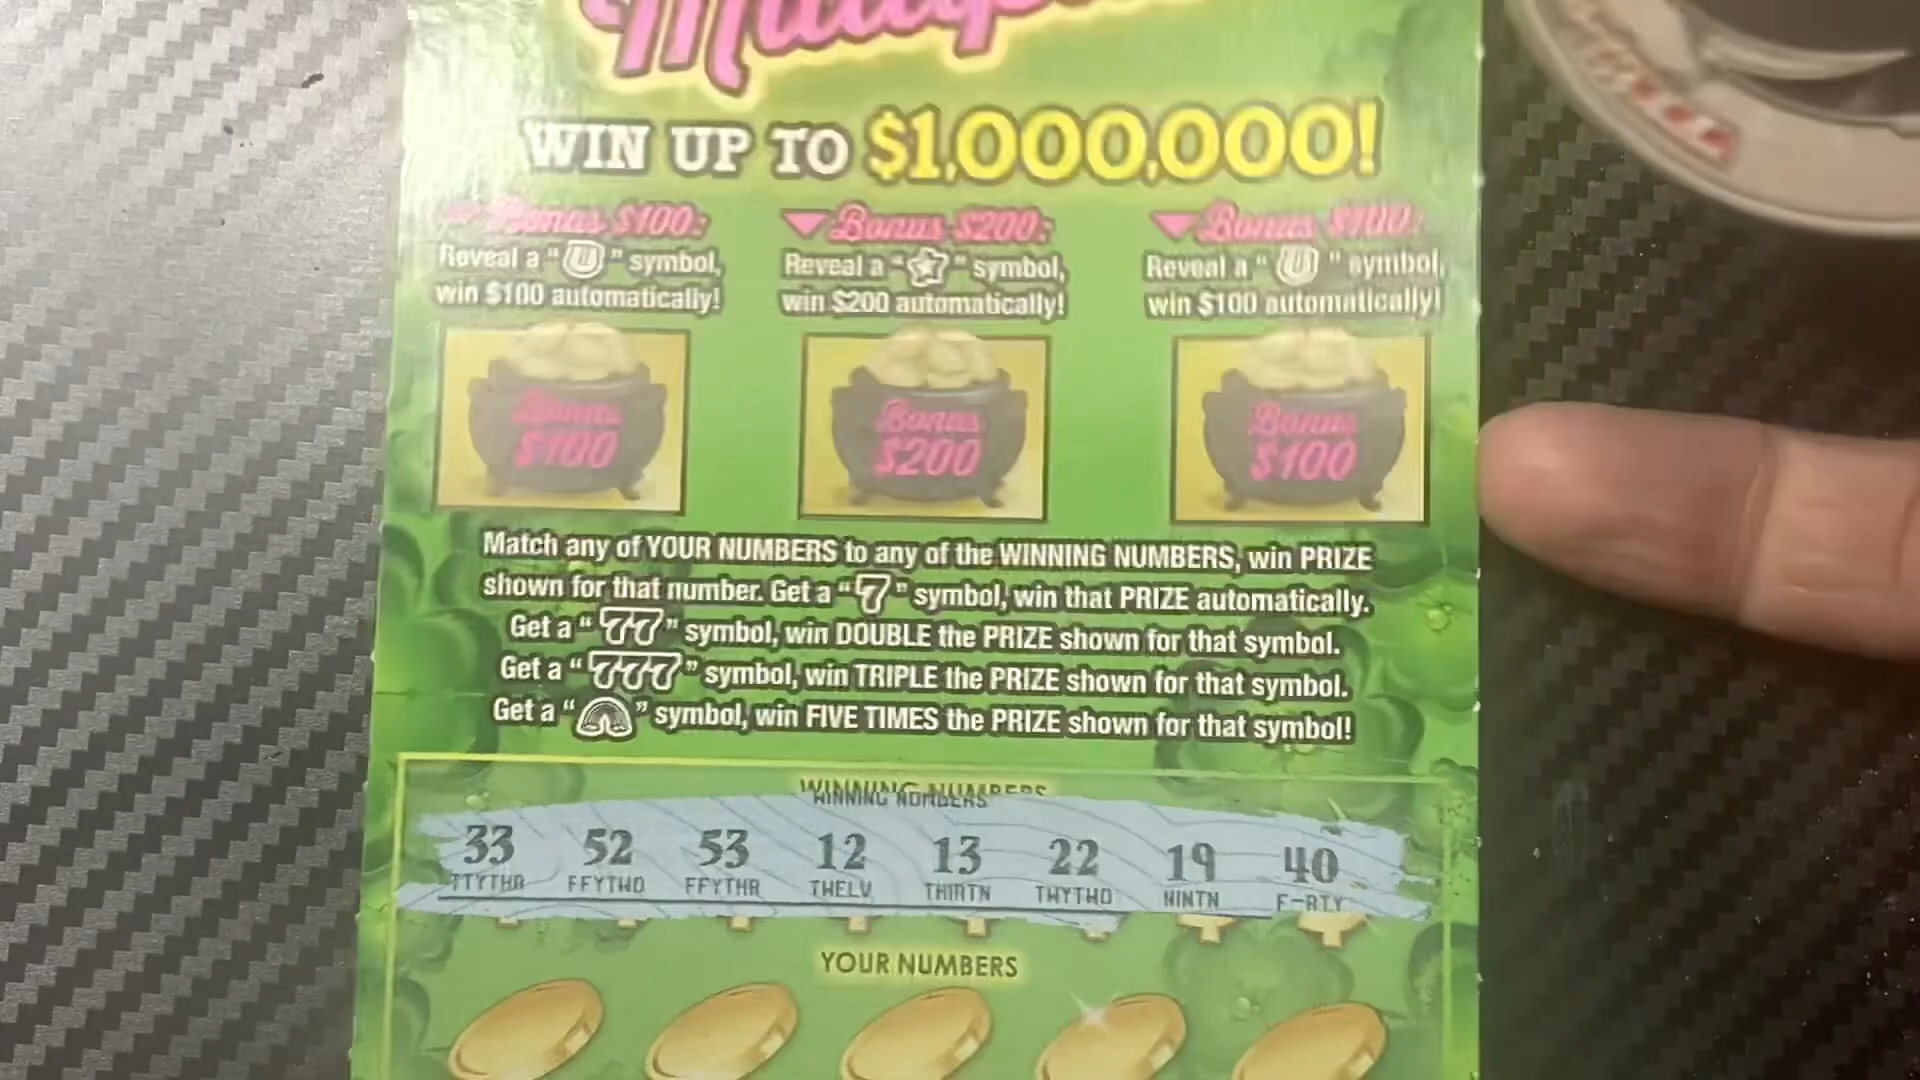 WIN UP TO $1,000,000!
Bonus $100:
Reveal a " " symbol,
win $100 automatically!
Bonus $200:
Reveal a " " symbol,
win $200 automatically!
Bonus $100:
Reveal a " " symbol,
win $100 automatically!
Bonus
$100
Bonus
$200
Bonus
$100
Match any of YOUR NUMBERS to any of the WINNING NUMBERS, win PRIZE
shown for that number. Get a "7" symbol, win that PRIZE automatically.
Get a "77" symbol, win DOUBLE the PRIZE shown for that symbol.
Get a "777" symbol, win TRIPLE the PRIZE shown for that symbol.
Get a " " symbol, win FIVE TIMES the PRIZE shown for that symbol!
WINNING NUMBERS
WINNING NUMBERS
33 52 53 12 13 22 19 40
TTYTHR FFYTWO FFYTHR TWELV THIRTN TWYTWO NINTN F-RTY
YOUR NUMBERS